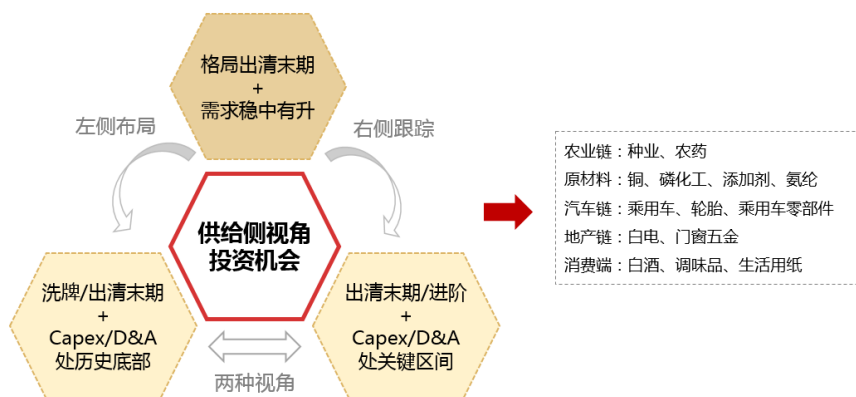 格局出清末期
+
需求稳中有升
左侧布局
右侧跟踪
供给侧视角
投资机会
洗牌/出清末期
+
Capex/D&A
处历史底部
出清末期/进阶
+
Capex/D&A
处关键区间
两种视角
农业链：种业、农药
原材料：铜、磷化工、添加剂、氨纶
汽车链：乘用车、轮胎、乘用车零部件
地产链：白电、门窗五金
消费端：白酒、调味品、生活用纸